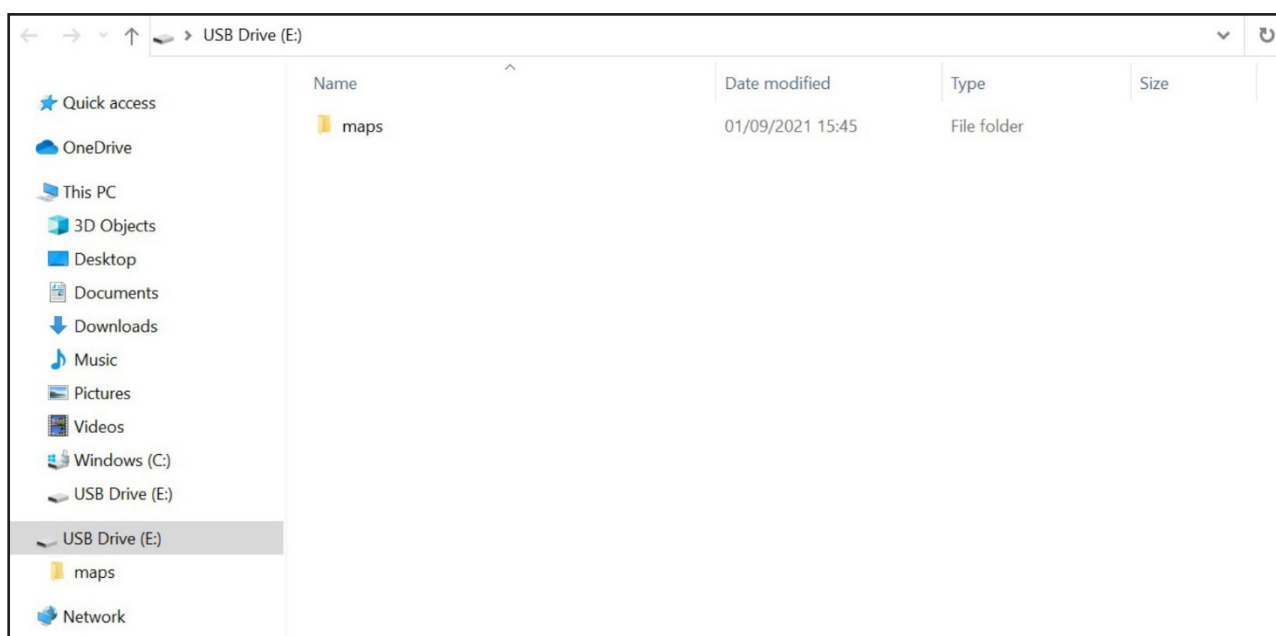 USB Drive (E:)
Name Date modified Type Size
maps 01/09/2021 15:45 File folder
Quick access
OneDrive
This PC
3D Objects
Desktop
Documents
Downloads
Music
Pictures
Videos
Windows (C:)
USB Drive (E:)
USB Drive (E:)
maps
Network